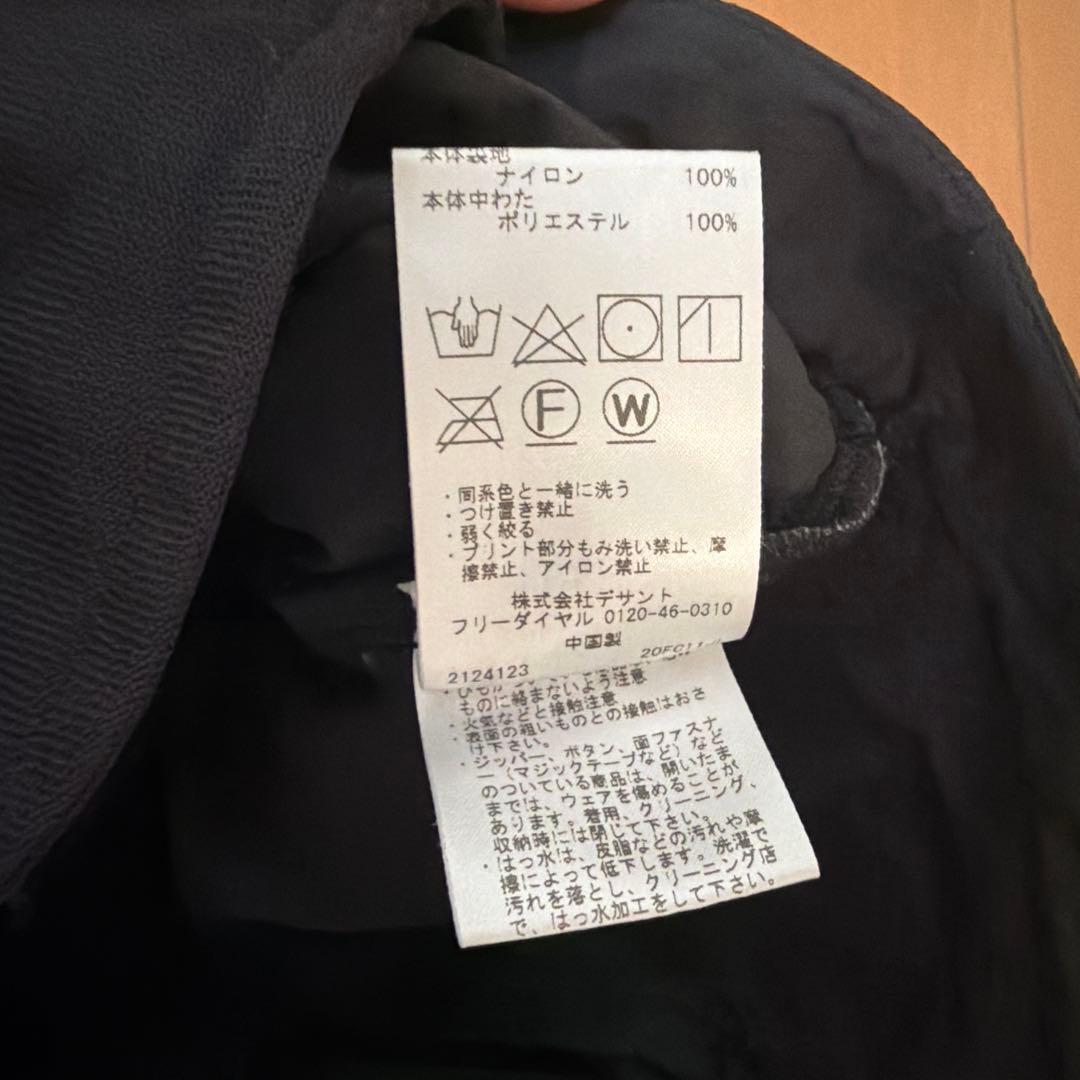 本体裏地
ナイロン 100%
本体中わた
ポリエステル 100%
F W
・同系色と一緒に洗う
・つけ置き禁止
・弱く絞る
・プリント部分もみ洗い禁止、摩
擦禁止、アイロン禁止
株式会社デサント
フリーダイヤル 0120-46-0310
中国製
2124123
ものに絡まないよう注意
・火気などと接触注意
・表面の粗いものとの接触はおさ
け下さい。
・ジッパー、ボタン、面ファスナ
ー（マジックテープなど）など
のついている商品は、開いたま
までは、ウェアを傷めることが
あります。着用、クリーニング、
収納時には閉じて下さい。
・はっ水は、皮脂などの汚れや摩
擦によって低下します。洗濯で
汚れを落とし、クリーニング店
で、はっ水加工をして下さい。